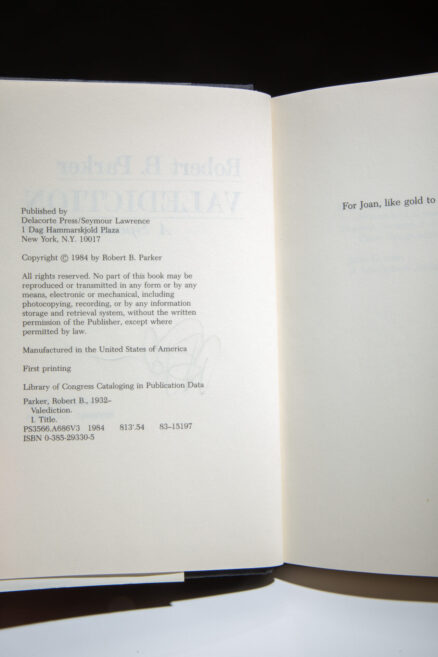 Robert B. Parker
VALEDICTION
Published by
Delacorte Press/Seymour Lawrence
1 Dag Hammarskjold Plaza
New York, N.Y. 10017
Copyright © 1984 by Robert B. Parker
All rights reserved. No part of this book may be
reproduced or transmitted in any form or by any
means, electronic or mechanical, including
photocopying, recording, or by any information
storage and retrieval system, without the written
permission of the Publisher, except where
permitted by law.
Manufactured in the United States of America
First printing
Library of Congress Cataloging in Publication Data
Parker, Robert B., 1932–
Valediction.
I. Title.
PS3566.A686V3 1984 813'.54 83-15197
ISBN 0-385-29330-5
For Joan, like gold to